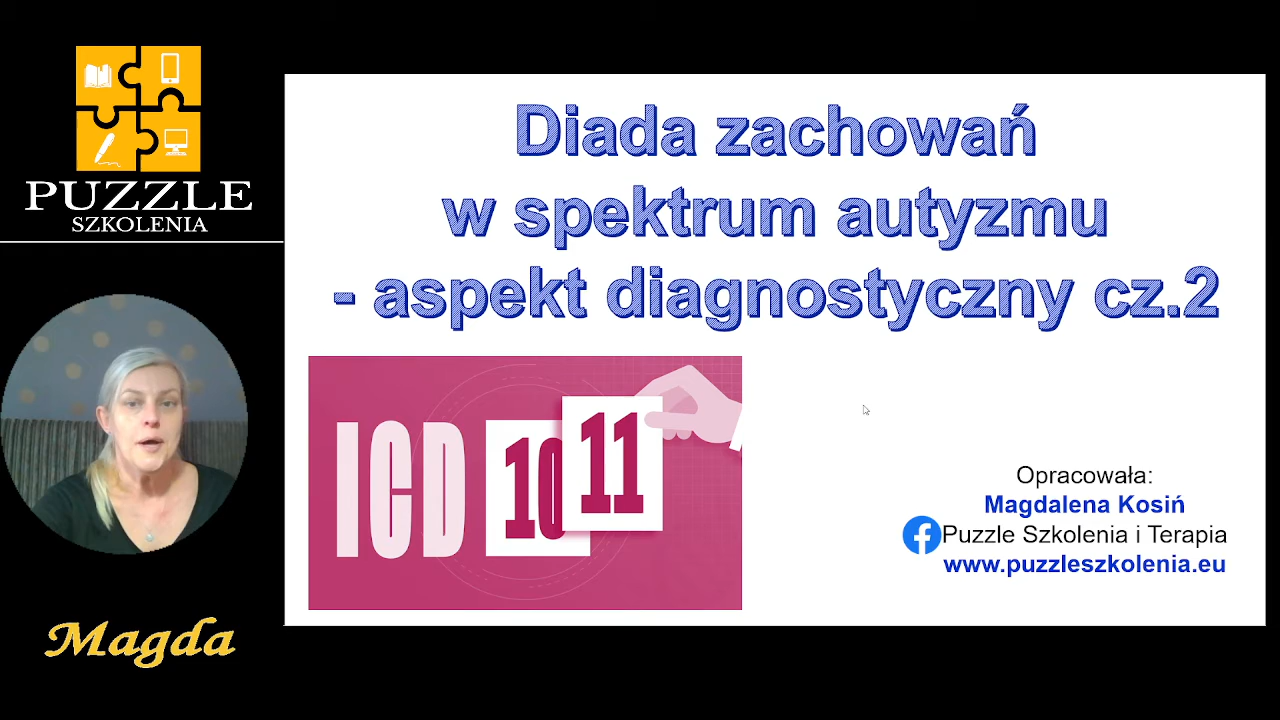 PUZZLE
SZKOLENIA
Magda
Diada zachowań
w spektrum autyzmu
- aspekt diagnostyczny cz.2
ICD 10 11
Opracowała:
Magdalena Kosiń
Puzzle Szkolenia i Terapia
www.puzzleszkolenia.eu